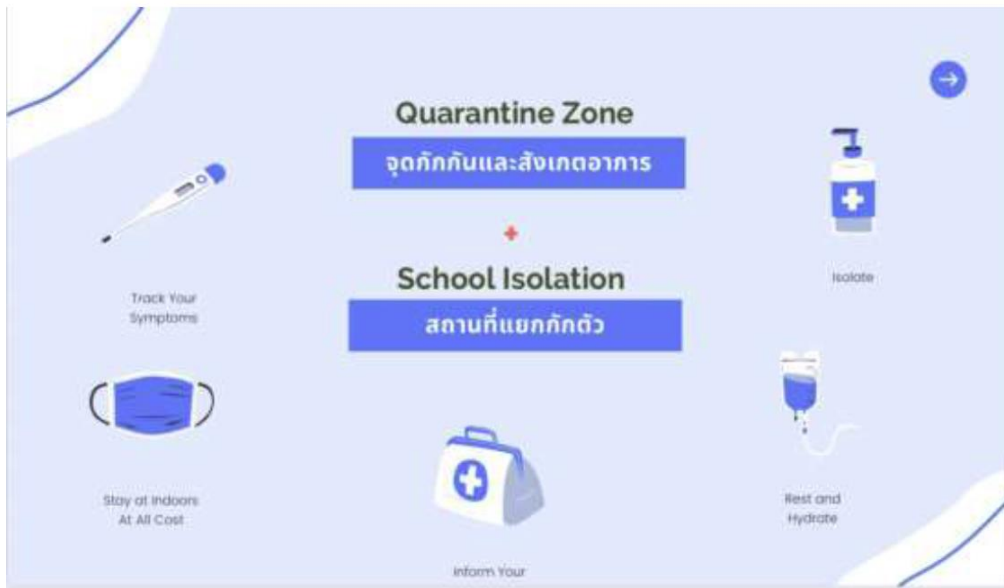 Quarantine Zone
จุดกักกันและสังเกตอาการ
+
School Isolation
สถานที่แยกกักตัว
Track Your
Symptoms
Isolate
Stay at Indoors
At All Cost
Rest and
Hydrate
Inform Your